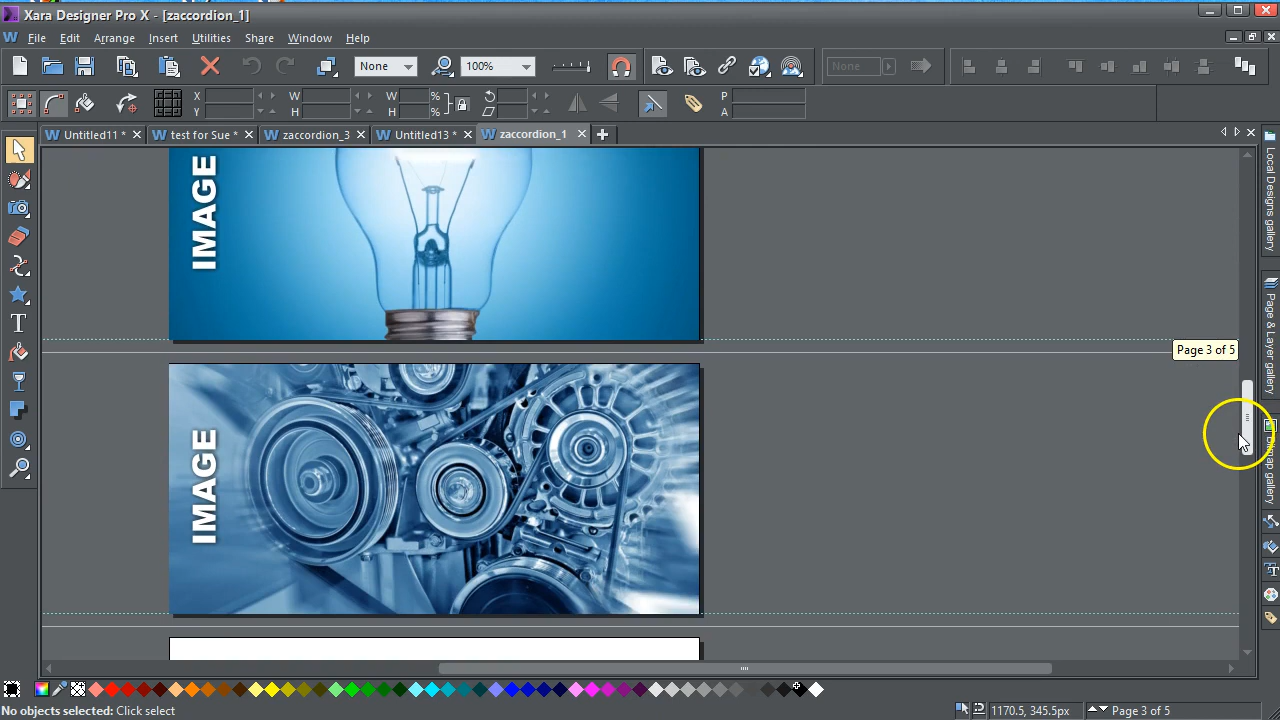 Xara Designer Pro X - [zaccordion_1]
File Edit Arrange Insert Utilities Share Window Help
None 100% None
X W W % P
Y H H % A
Untitled11 * test for Sue * zaccordion_3 Untitled13 * zaccordion_1
IMAGE
IMAGE
Page 3 of 5
Local Designs gallery
Page & Layer gallery
Bitmap gallery
No objects selected: Click select 1170.5, 345.5px Page 3 of 5